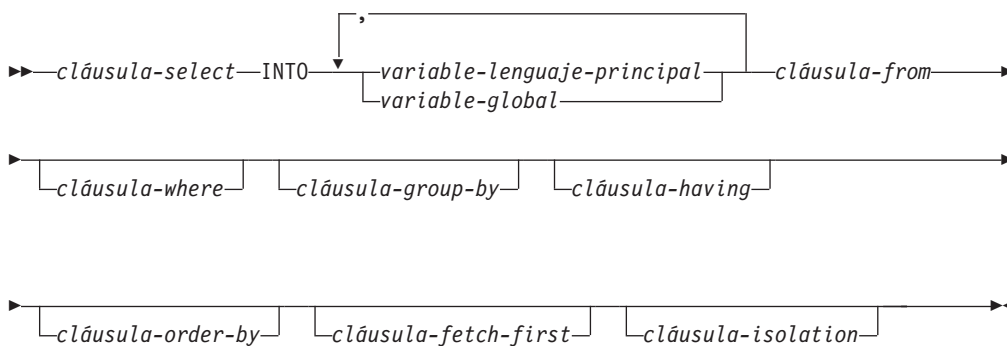 ,
cláusula-select INTO variable-lenguaje-principal cláusula-from
variable-global
cláusula-where cláusula-group-by cláusula-having
cláusula-order-by cláusula-fetch-first cláusula-isolation